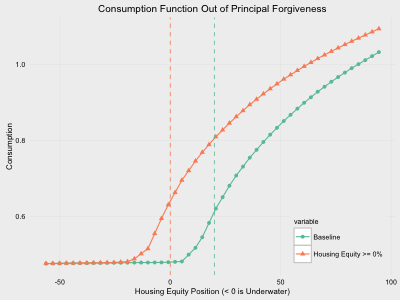 Consumption Function Out of Principal Forgiveness
1.0
0.8
0.6
Consumption
-50
0
50
100
Housing Equity Position (< 0 is Underwater)
variable
Baseline
Housing Equity >= 0%